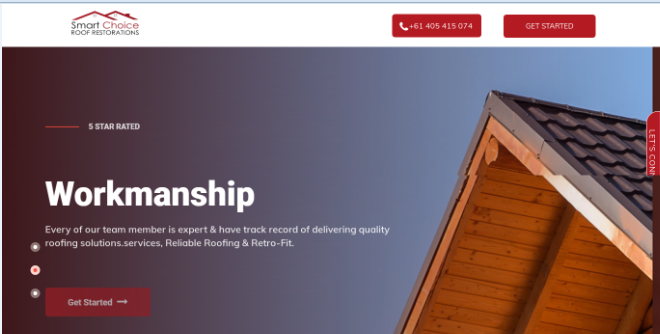 Smart Choice
ROOF RESTORATIONS
+61 405 415 074
GET STARTED
5 STAR RATED
LET'S CONN
Workmanship
Every of our team member is expert & have track record of delivering quality
roofing solutions.services, Reliable Roofing & Retro-Fit.
Get Started